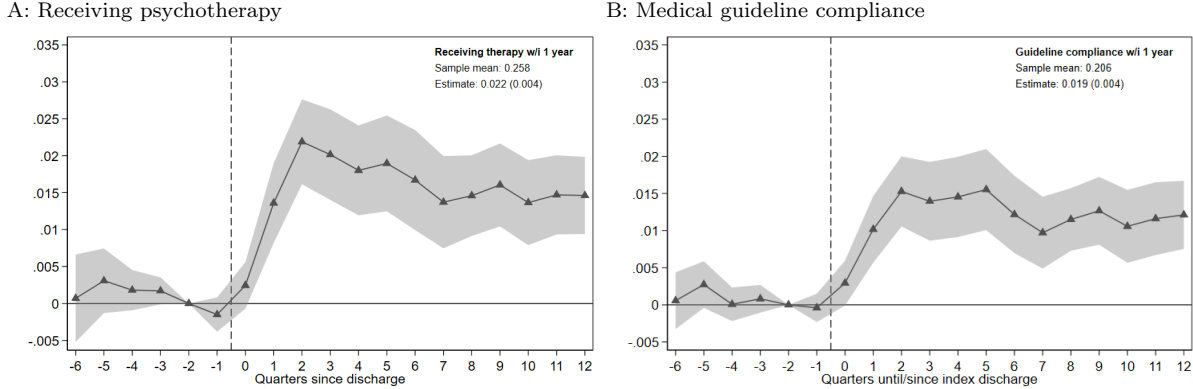 A: Receiving psychotherapy
.035
.03
.025
.02
.015
.01
.005
0
-.005
Receiving therapy w/i 1 year
Sample mean: 0.258
Estimate: 0.022 (0.004)
-6 -5 -4 -3 -2 -1 0 1 2 3 4 5 6 7 8 9 10 11 12
Quarters since discharge
B: Medical guideline compliance
.035
.03
.025
.02
.015
.01
.005
0
-.005
Guideline compliance w/i 1 year
Sample mean: 0.206
Estimate: 0.019 (0.004)
-6 -5 -4 -3 -2 -1 0 1 2 3 4 5 6 7 8 9 10 11 12
Quarters until/since index discharge